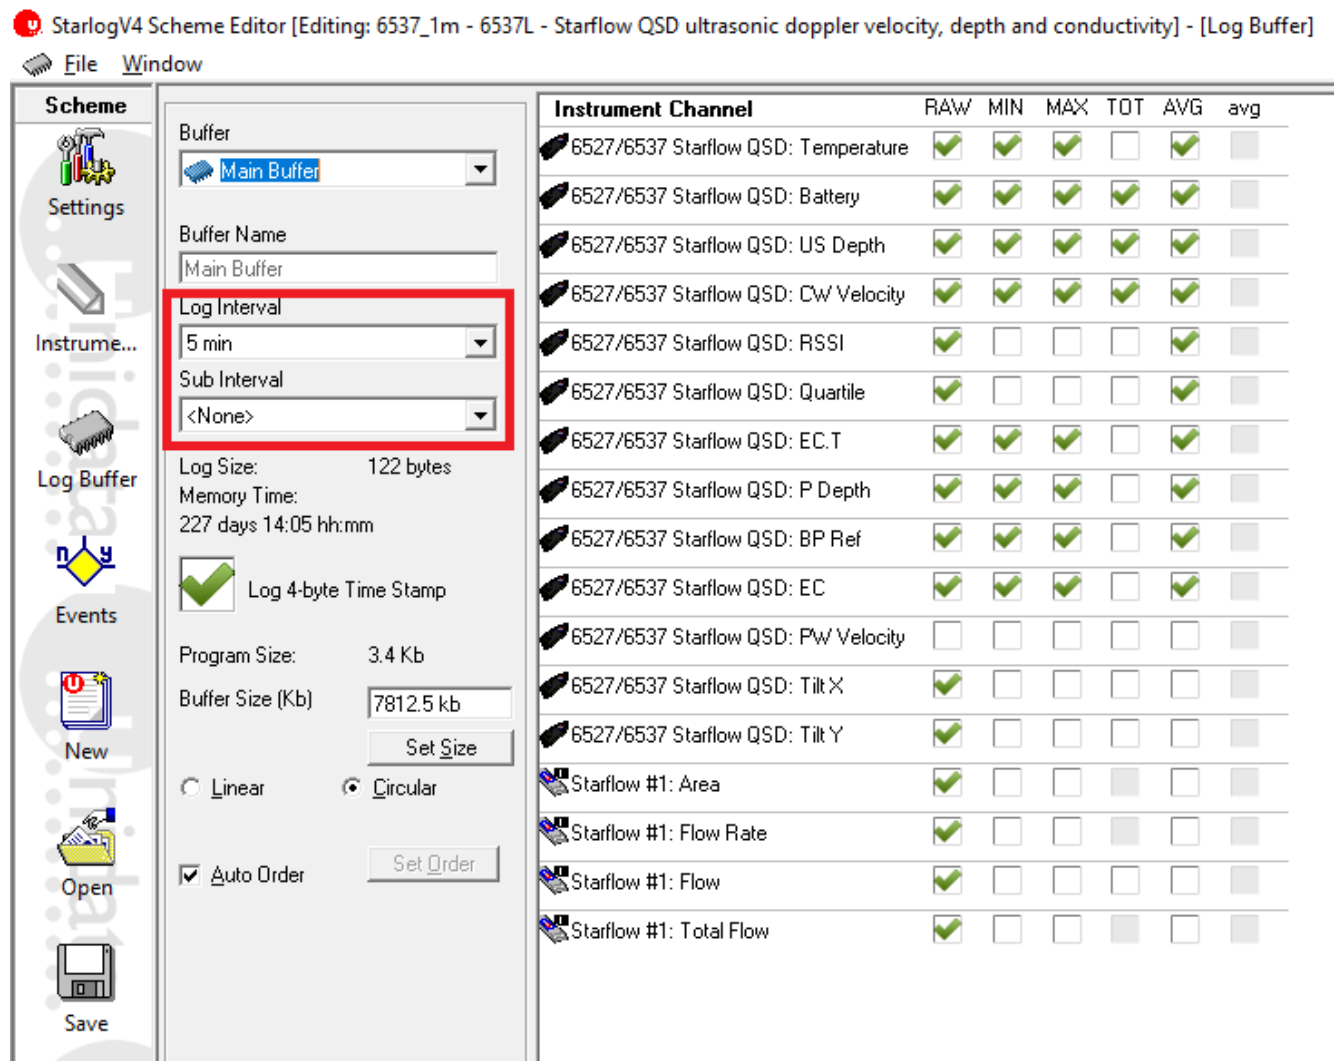 StarlogV4 Scheme Editor [Editing: 6537_1m - 6537L - Starflow QSD ultrasonic doppler velocity, depth and conductivity] - [Log Buffer]
File Window
Scheme
Settings
Instrume...
Log Buffer
Events
New
Open
Save
Buffer
Main Buffer
Buffer Name
Main Buffer
Log Interval
5 min
Sub Interval
<None>
Log Size: 122 bytes
Memory Time:
227 days 14:05 hh:mm
Log 4-byte Time Stamp
Program Size: 3.4 Kb
Buffer Size (Kb) 7812.5 kb
Set Size
Linear Circular
Auto Order Set Order
Instrument Channel RAW MIN MAX TOT AVG avg
6527/6537 Starflow QSD: Temperature
6527/6537 Starflow QSD: Battery
6527/6537 Starflow QSD: US Depth
6527/6537 Starflow QSD: CW Velocity
6527/6537 Starflow QSD: RSSI
6527/6537 Starflow QSD: Quartile
6527/6537 Starflow QSD: EC.T
6527/6537 Starflow QSD: P Depth
6527/6537 Starflow QSD: BP Ref
6527/6537 Starflow QSD: EC
6527/6537 Starflow QSD: PW Velocity
6527/6537 Starflow QSD: Tilt X
6527/6537 Starflow QSD: Tilt Y
Starflow #1: Area
Starflow #1: Flow Rate
Starflow #1: Flow
Starflow #1: Total Flow